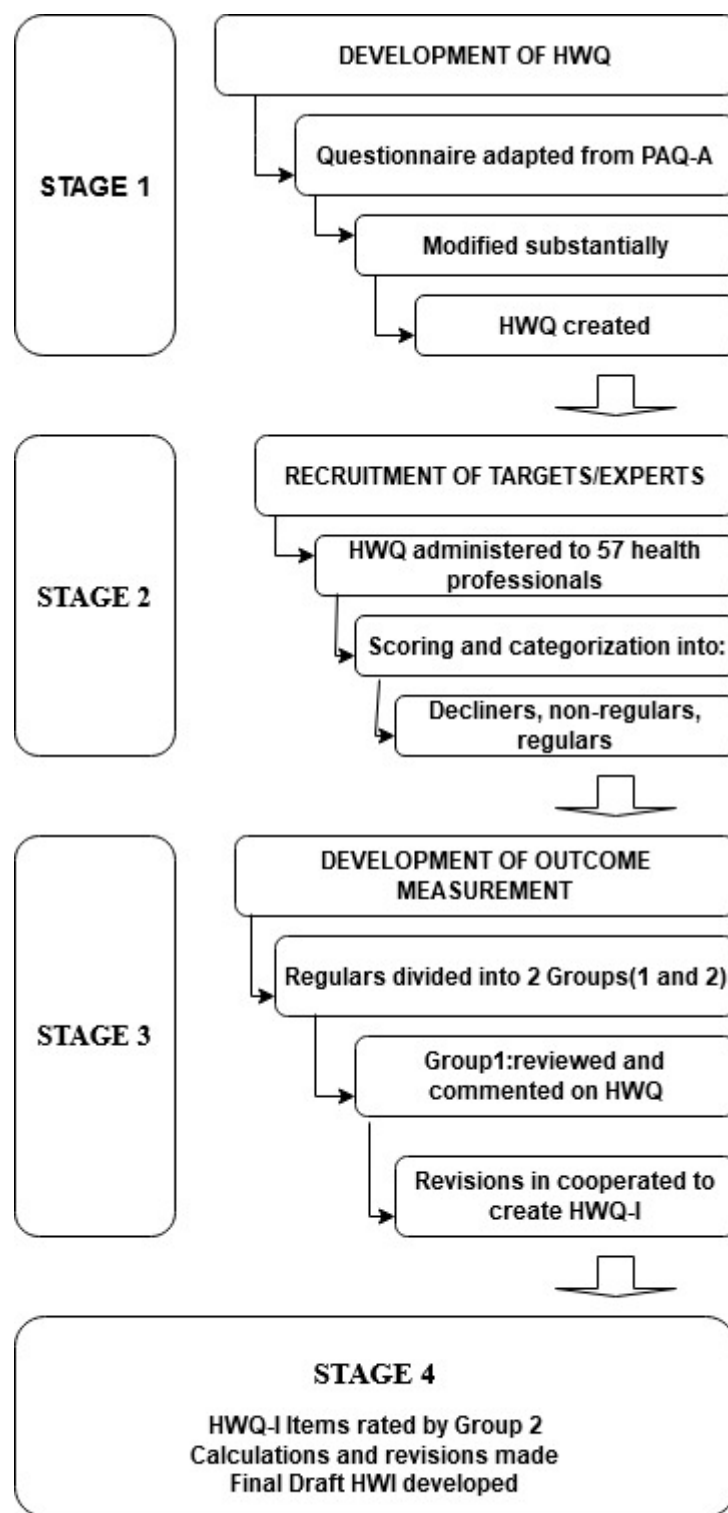 STAGE 1
DEVELOPMENT OF HWQ
Questionnaire adapted from PAQ-A
Modified substantially
HWQ created
STAGE 2
RECRUITMENT OF TARGETS/EXPERTS
HWQ administered to 57 health
professionals
Scoring and categorization into:
Decliners, non-regulars,
regulars
STAGE 3
DEVELOPMENT OF OUTCOME
MEASUREMENT
Regulars divided into 2 Groups(1 and 2)
Group1:reviewed and
commented on HWQ
Revisions in cooperated to
create HWQ-I
STAGE 4
HWQ-I Items rated by Group 2
Calculations and revisions made
Final Draft HWI developed